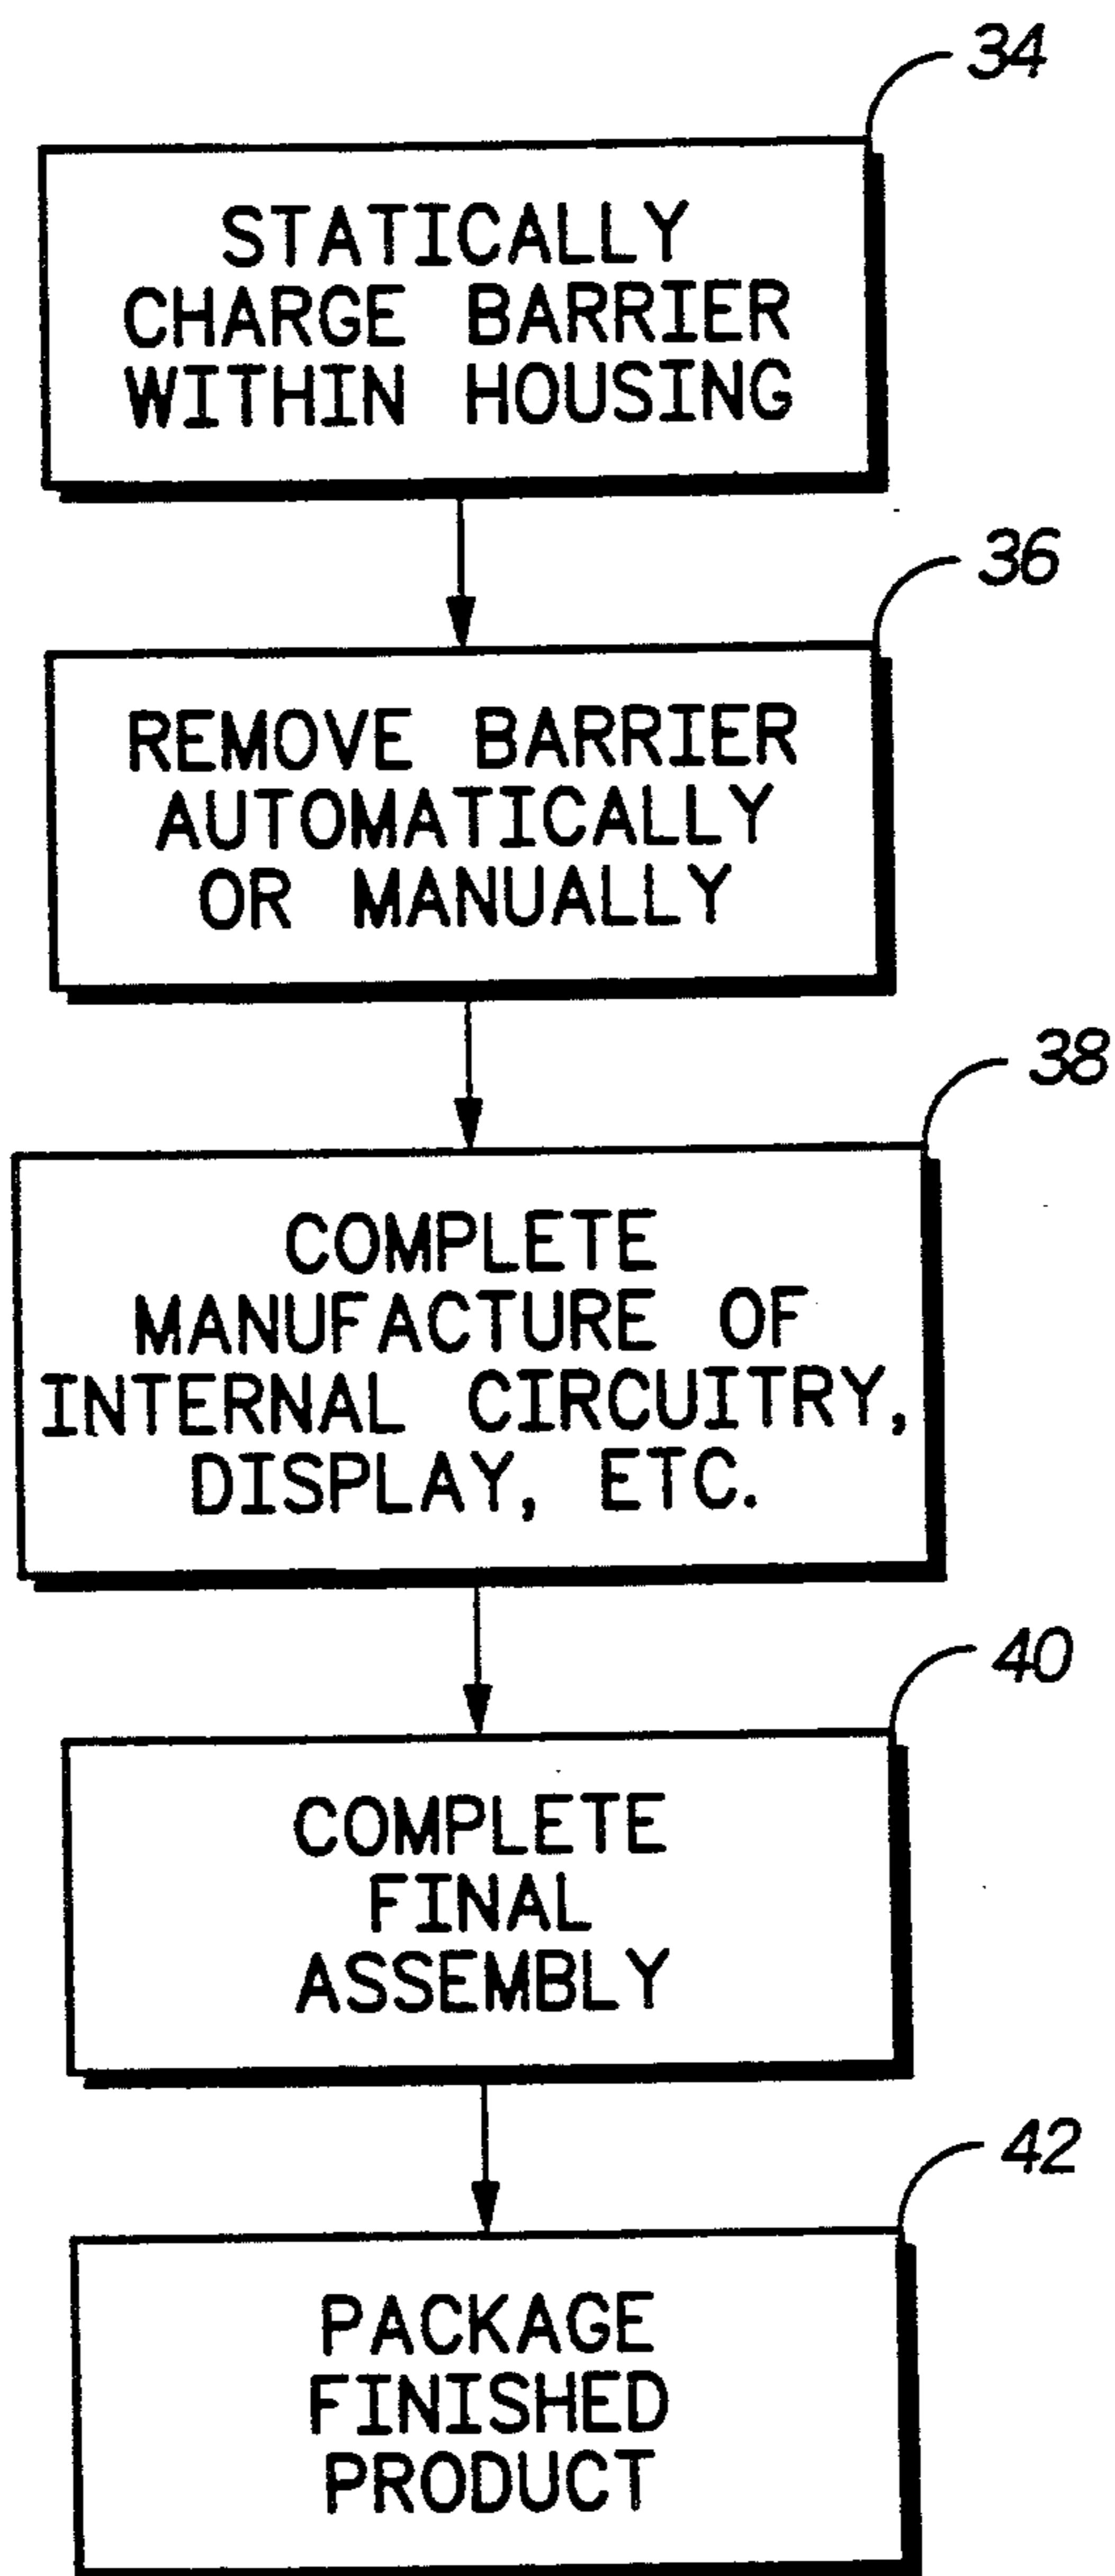 34
STATICALLY
CHARGE BARRIER
WITHIN HOUSING
36
REMOVE BARRIER
AUTOMATICALLY
OR MANUALLY
38
COMPLETE
MANUFACTURE OF
INTERNAL CIRCUITRY,
DISPLAY, ETC.
40
COMPLETE
FINAL
ASSEMBLY
42
PACKAGE
FINISHED
PRODUCT